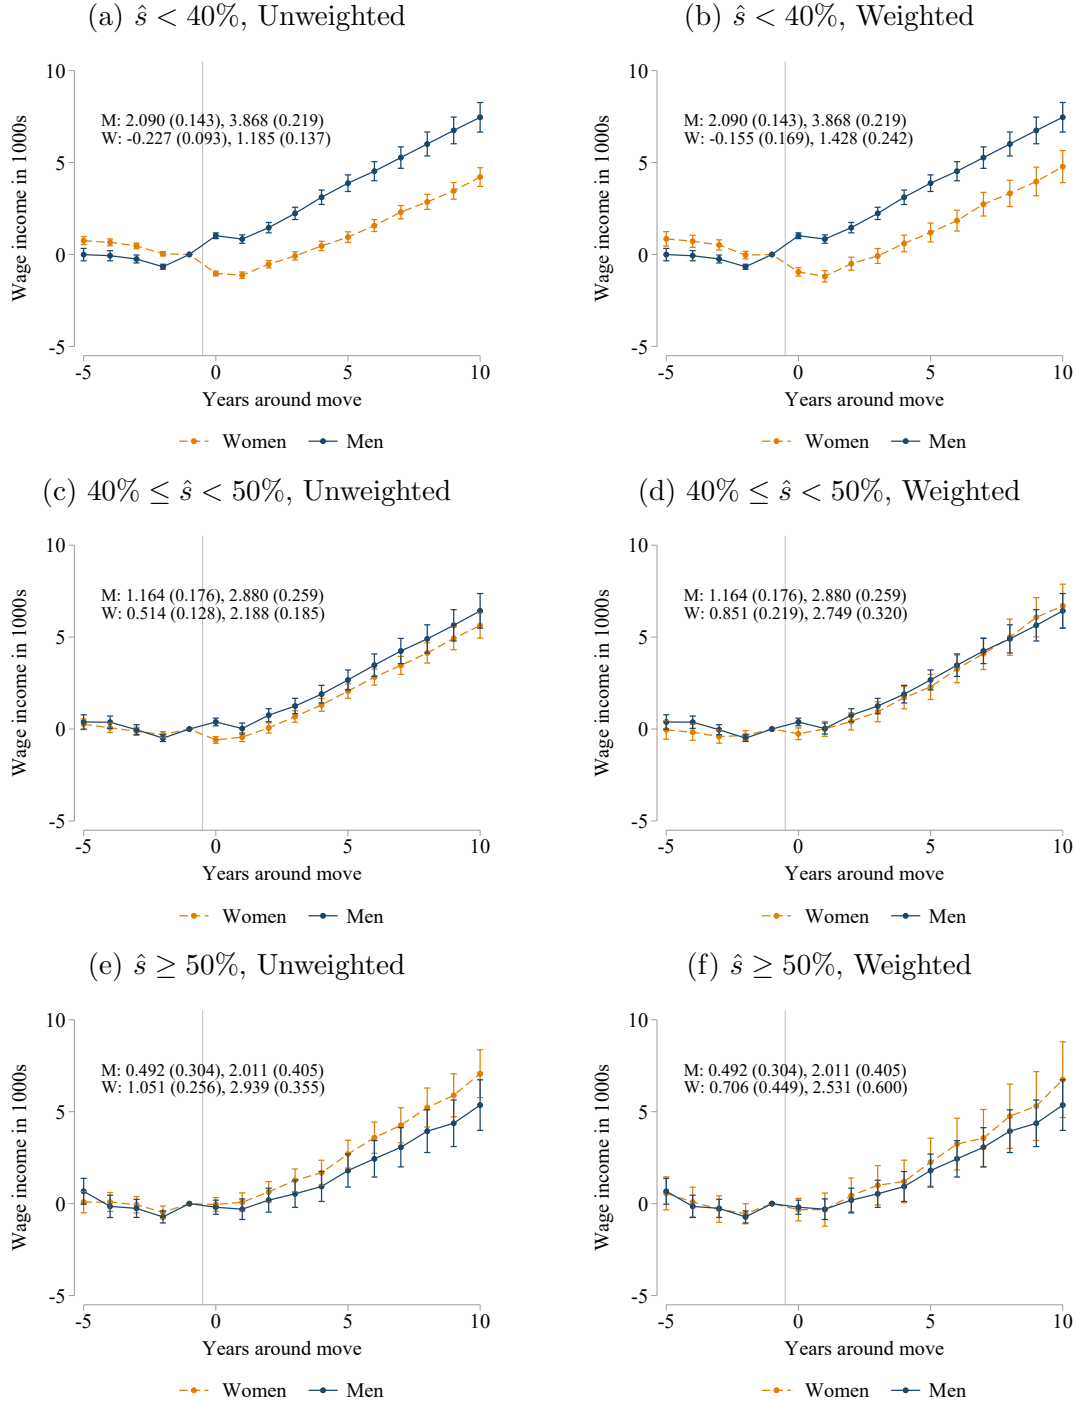 (a) ŝ < 40%, Unweighted
10
M: 2.090 (0.143), 3.868 (0.219)
W: -0.227 (0.093), 1.185 (0.137)
5
0
-5
Wage income in 1000s
-5 0 5 10
Years around move
Women Men
(b) ŝ < 40%, Weighted
10
M: 2.090 (0.143), 3.868 (0.219)
W: -0.155 (0.169), 1.428 (0.242)
5
0
-5
Wage income in 1000s
-5 0 5 10
Years around move
Women Men
(c) 40% ≤ ŝ < 50%, Unweighted
10
M: 1.164 (0.176), 2.880 (0.259)
W: 0.514 (0.128), 2.188 (0.185)
5
0
-5
Wage income in 1000s
-5 0 5 10
Years around move
Women Men
(d) 40% ≤ ŝ < 50%, Weighted
10
M: 1.164 (0.176), 2.880 (0.259)
W: 0.851 (0.219), 2.749 (0.320)
5
0
-5
Wage income in 1000s
-5 0 5 10
Years around move
Women Men
(e) ŝ ≥ 50%, Unweighted
10
M: 0.492 (0.304), 2.011 (0.405)
W: 1.051 (0.256), 2.939 (0.355)
5
0
-5
Wage income in 1000s
-5 0 5 10
Years around move
Women Men
(f) ŝ ≥ 50%, Weighted
10
M: 0.492 (0.304), 2.011 (0.405)
W: 0.706 (0.449), 2.531 (0.600)
5
0
-5
Wage income in 1000s
-5 0 5 10
Years around move
Women Men